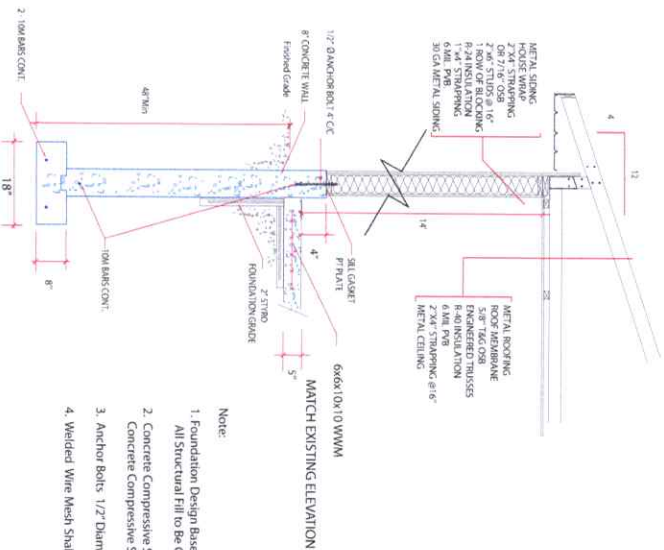 4
12
METAL SIDING
HOUSE WRAP
2"X4" STRAPPING
OR 7/16" OSB
2"x6" STUDS @ 16"
1 ROW OF BLOCKING
R-24 INSULATION
6 MIL PVB.
1"x4" STRAPPING
30 GA METAL SIDING
METAL ROOFING
ROOF MEMBRANE
5/8" T&G OSB
ENGINEERED TRUSSES
R-40 INSULATION
6 MIL PVB
2"X4" STRAPPING @16"
METAL CEILING
14'
1/2" Ø ANCHOR BOLT 4' C/C
8" CONCRETE WALL
Finished Grade
SILL GASKET
PT PLATE
4"
6x6x10x10 WWM
MATCH EXISTING ELEVATION
5"
2" STYRO
FOUNDATION GRADE
48"Min
10M BARS CONT.
2 - 10M BARS CONT.
8"
18"
Note:
1. Foundation Design Base
All Structural Fill to Be
2. Concrete Compressive S
Concrete Compressive S
3. Anchor Bolts 1/2" Diam
4. Welded Wire Mesh Shal